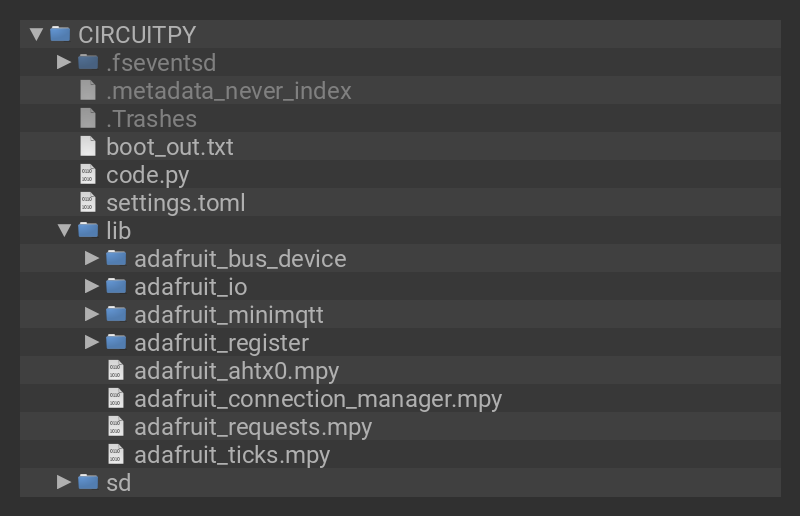 CIRCUITPY
.fseventsd
.metadata_never_index
.Trashes
boot_out.txt
code.py
settings.toml
lib
adafruit_bus_device
adafruit_io
adafruit_minimqtt
adafruit_register
adafruit_ahtx0.mpy
adafruit_connection_manager.mpy
adafruit_requests.mpy
adafruit_ticks.mpy
sd